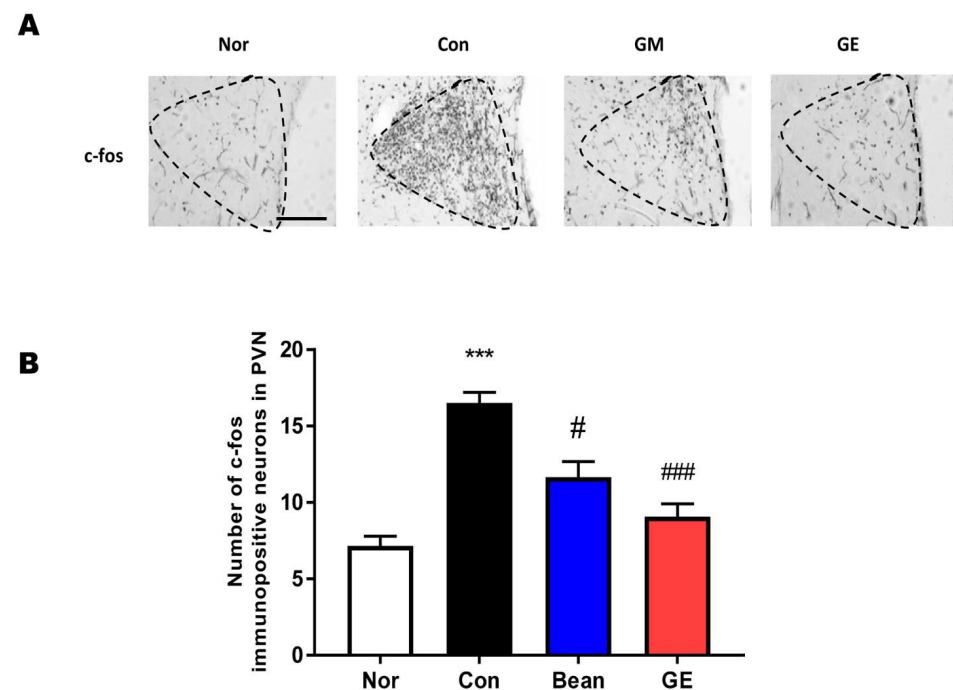 A
Nor Con GM GE
c-fos
B
Number of c-fos
immunopositive neurons in PVN
20
15
10
5
0
***
#
###
Nor Con Bean GE